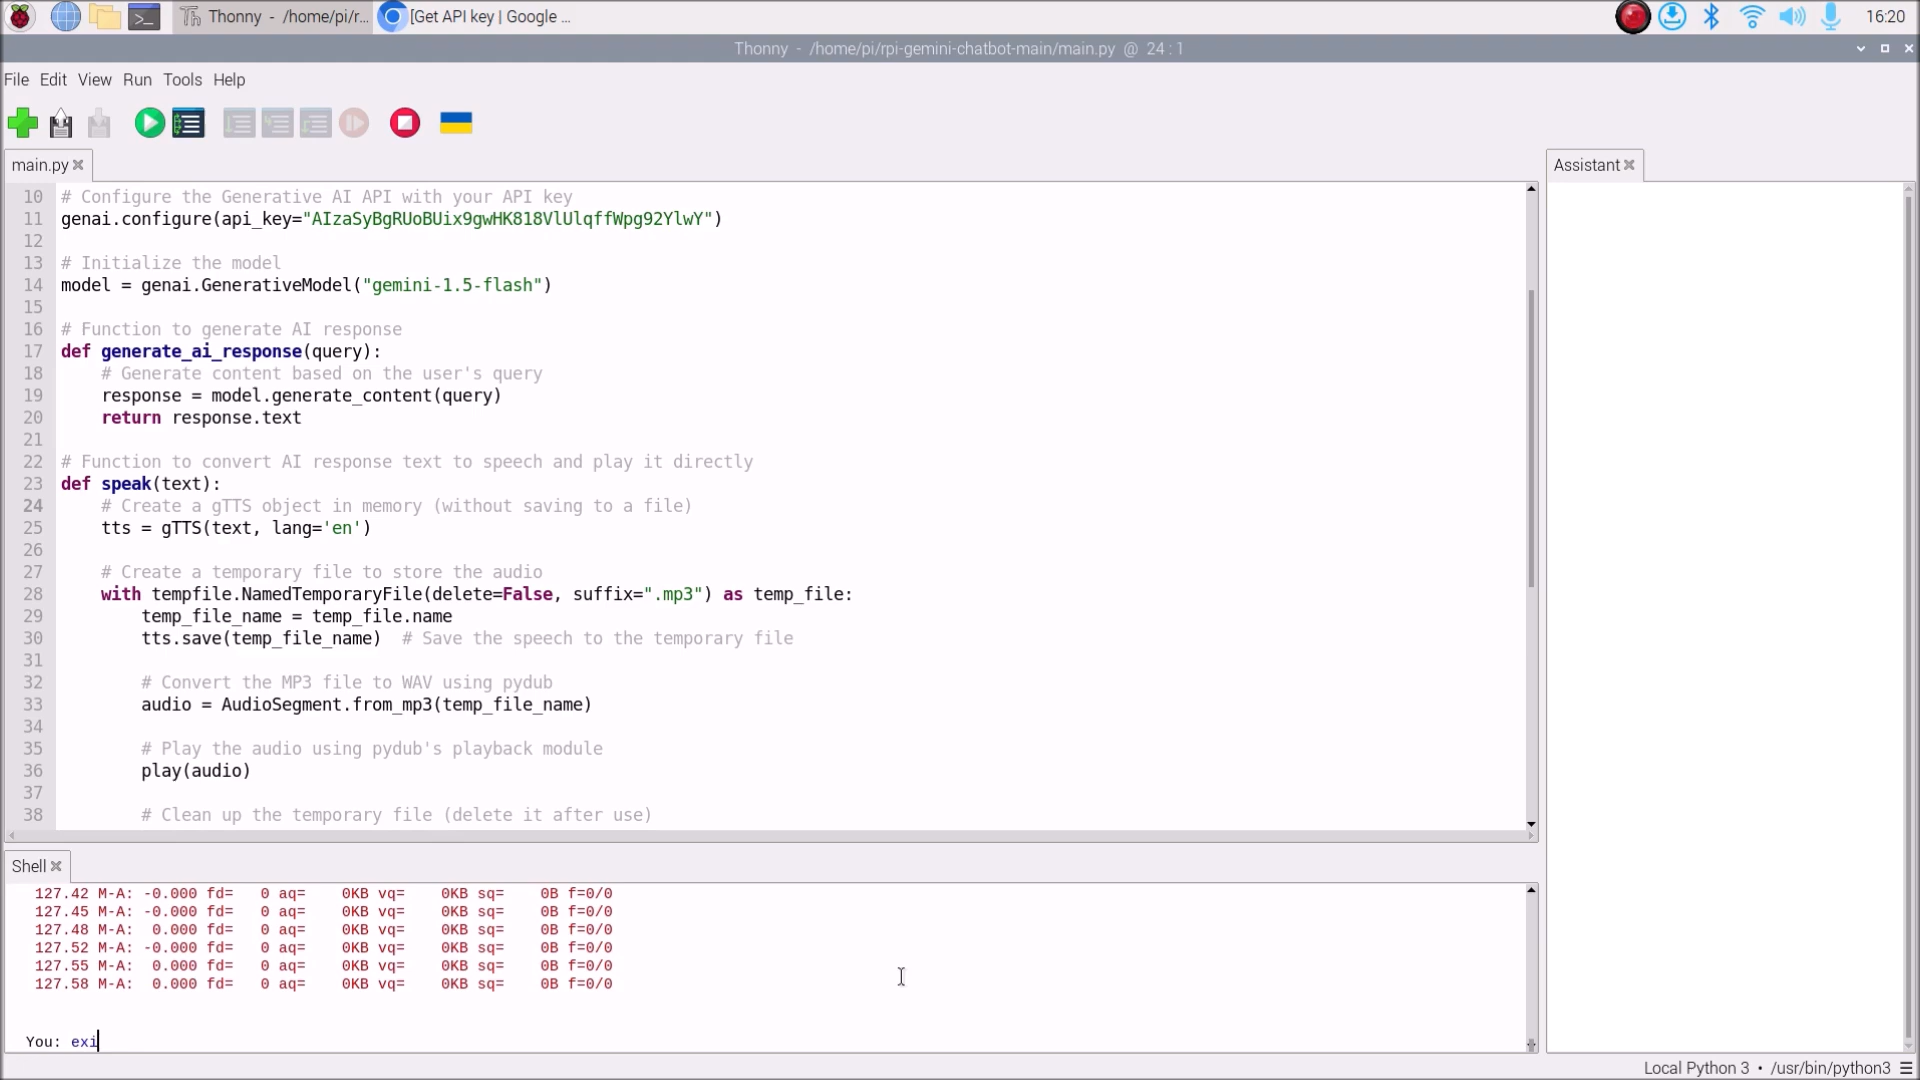 Thonny - /home/pi/r...
[Get API key | Google ...
16:20
Thonny - /home/pi/rpi-gemini-chatbot-main/main.py @ 24 : 1
File Edit View Run Tools Help
main.py
Assistant
10 # Configure the Generative AI API with your API key
11 genai.configure(api_key="AIzaSyBgRUoBUix9gwHK818VlUlqffWpg92YlwY")
12
13 # Initialize the model
14 model = genai.GenerativeModel("gemini-1.5-flash")
15
16 # Function to generate AI response
17 def generate_ai_response(query):
18 # Generate content based on the user's query
19 response = model.generate_content(query)
20 return response.text
21
22 # Function to convert AI response text to speech and play it directly
23 def speak(text):
24 # Create a gTTS object in memory (without saving to a file)
25 tts = gTTS(text, lang='en')
26
27 # Create a temporary file to store the audio
28 with tempfile.NamedTemporaryFile(delete=False, suffix=".mp3") as temp_file:
29 temp_file_name = temp_file.name
30 tts.save(temp_file_name)  # Save the speech to the temporary file
31
32 # Convert the MP3 file to WAV using pydub
33 audio = AudioSegment.from_mp3(temp_file_name)
34
35 # Play the audio using pydub's playback module
36 play(audio)
37
38 # Clean up the temporary file (delete it after use)
Shell
127.42 M-A: -0.000 fd=   0 aq=    0KB vq=    0KB sq=    0B f=0/0
127.45 M-A: -0.000 fd=   0 aq=    0KB vq=    0KB sq=    0B f=0/0
127.48 M-A:  0.000 fd=   0 aq=    0KB vq=    0KB sq=    0B f=0/0
127.52 M-A: -0.000 fd=   0 aq=    0KB vq=    0KB sq=    0B f=0/0
127.55 M-A:  0.000 fd=   0 aq=    0KB vq=    0KB sq=    0B f=0/0
127.58 M-A:  0.000 fd=   0 aq=    0KB vq=    0KB sq=    0B f=0/0
You: exi
Local Python 3 • /usr/bin/python3